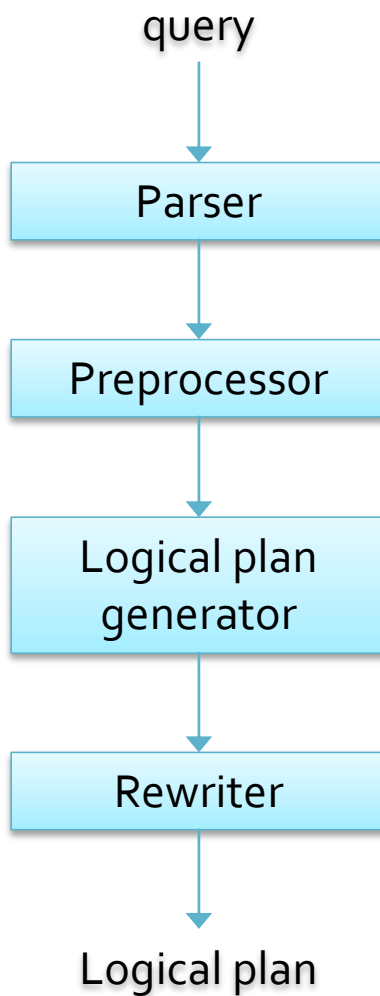 query
Parser
Preprocessor
Logical plan
generator
Rewriter
Logical plan